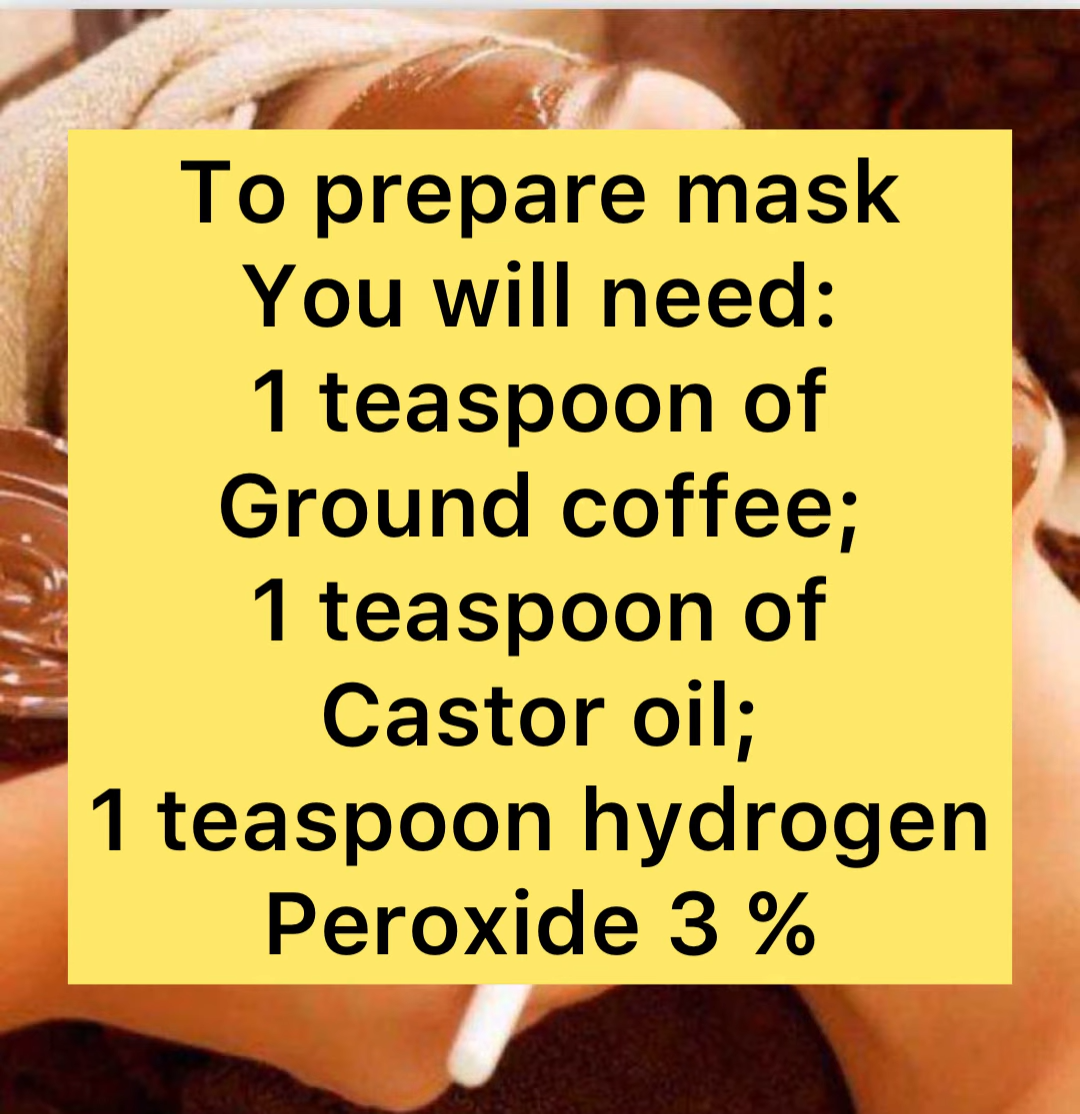 To prepare mask
You will need:
1 teaspoon of
Ground coffee;
1 teaspoon of
Castor oil;
1 teaspoon hydrogen
Peroxide 3 %